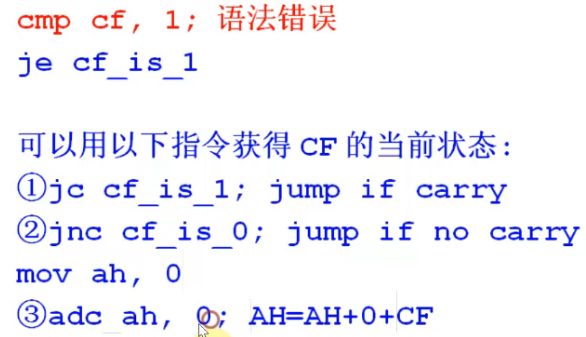 cmp cf, 1; 语法错误
je cf_is_1
可以用以下指令获得 CF 的当前状态:
①jc cf_is_1; jump if carry
②jnc cf_is_0; jump if no carry
mov ah, 0
③adc ah, 0; AH=AH+0+CF